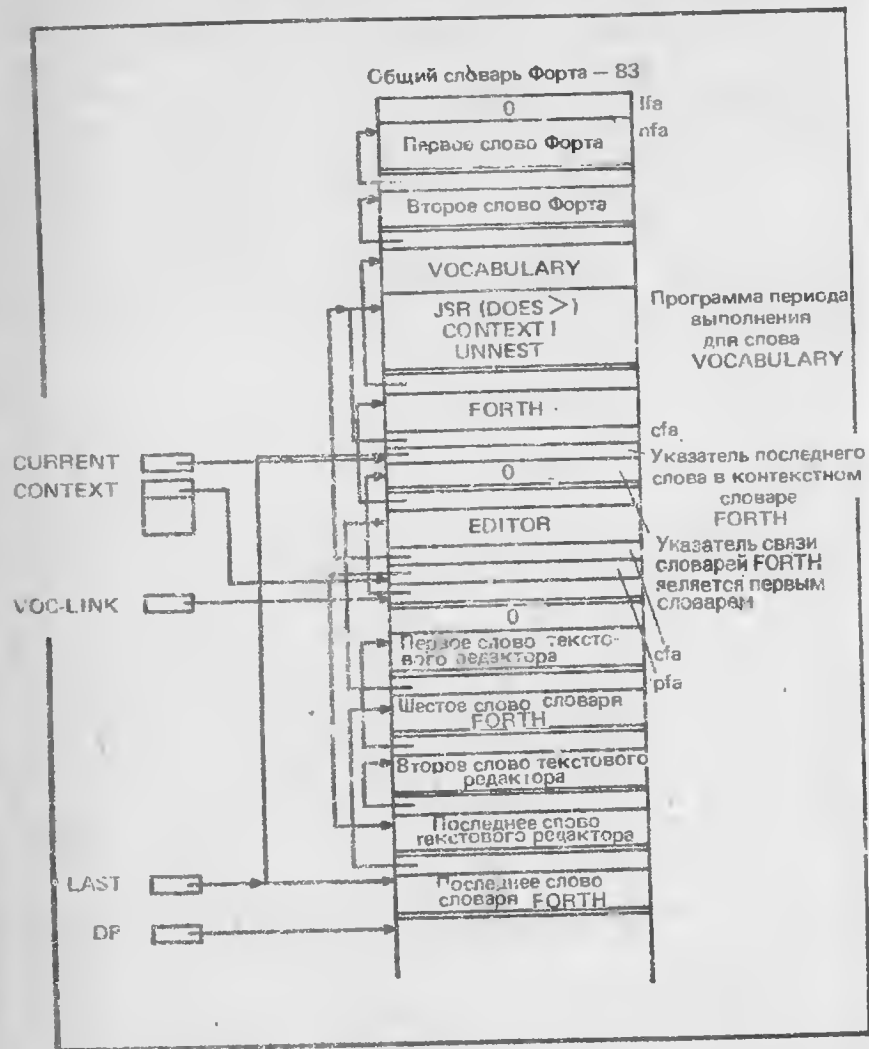 Общий словарь Форта – 83
0
lfa
nfa
Первое слово Форта
Второе слово Форта
VOCABULARY
JSR (DOES >)
CONTEXT !
UNNEST
Программа периода
выполнения
для слова
VOCABULARY
FORTH
cfa
CURRENT
CONTEXT
Указатель последнего
слова в контекстном
словаре
FORTH
0
EDITOR
Указатель связи
словарей FORTH
является первым
словарем
VOC-LINK
0
Первое слово тексто-
вого редактора
cfa
pfa
Шестое слово словаря
FORTH
Второе слово текстового
редактора
Последнее слово
текстового редактора
LAST
Последнее слово
словаря FORTH
DP